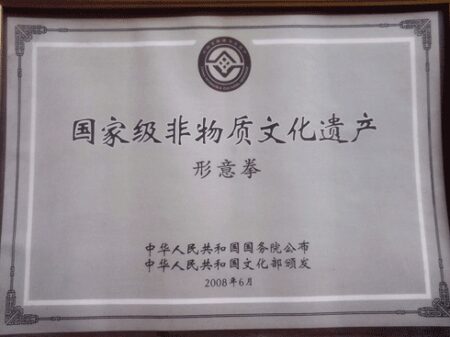 国家级非物质文化遗产
形意拳
中华人民共和国国务院公布
中华人民共和国文化部颁发
2008年6月